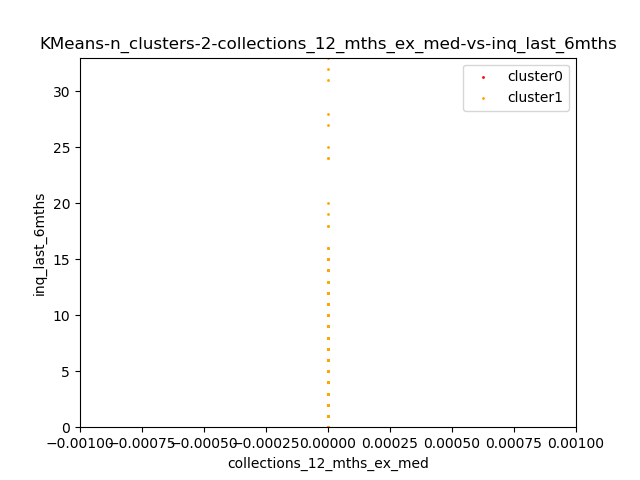 KMeans-n_clusters-2-collections_12_mths_ex_med-vs-inq_last_6mths
cluster0
cluster1
30
25
20
15
10
5
0
inq_last_6mths
−0.00100 −0.00075 −0.00050 −0.00025 0.00000 0.00025 0.00050 0.00075 0.00100
collections_12_mths_ex_med